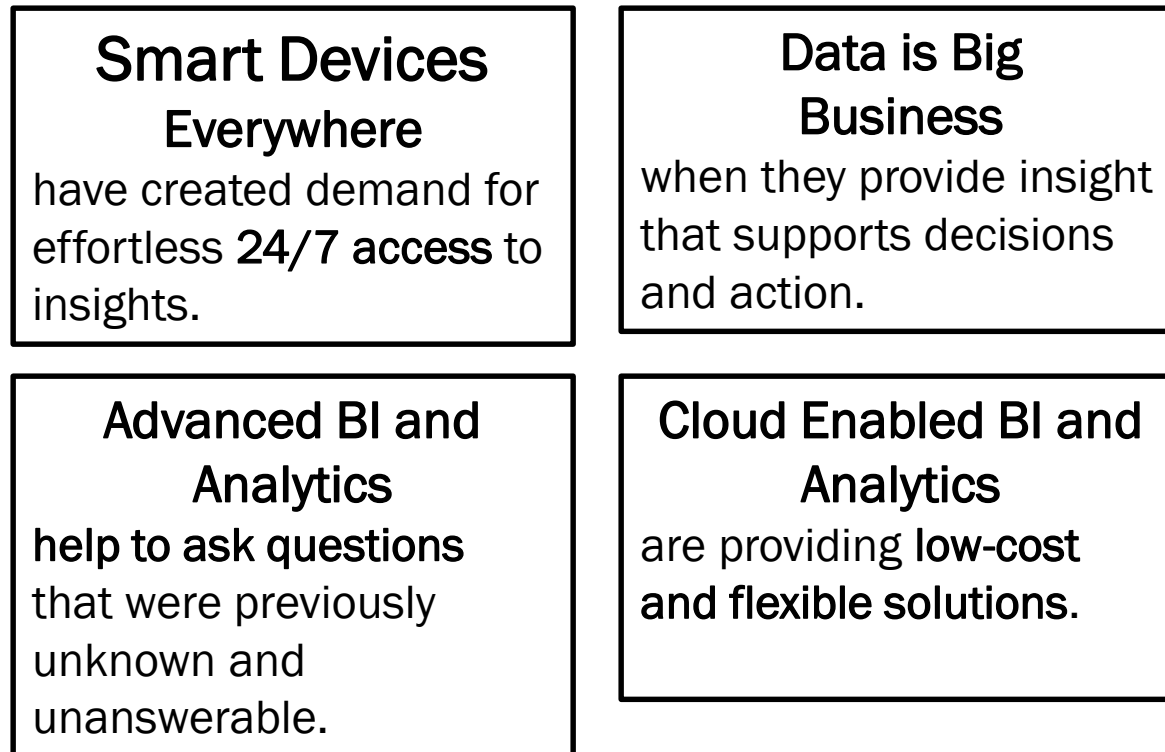 Smart Devices
Everywhere
have created demand for
effortless 24/7 access to
insights.
Data is Big
Business
when they provide insight
that supports decisions
and action.
Advanced BI and
Analytics
help to ask questions
that were previously
unknown and
unanswerable.
Cloud Enabled BI and
Analytics
are providing low-cost
and flexible solutions.